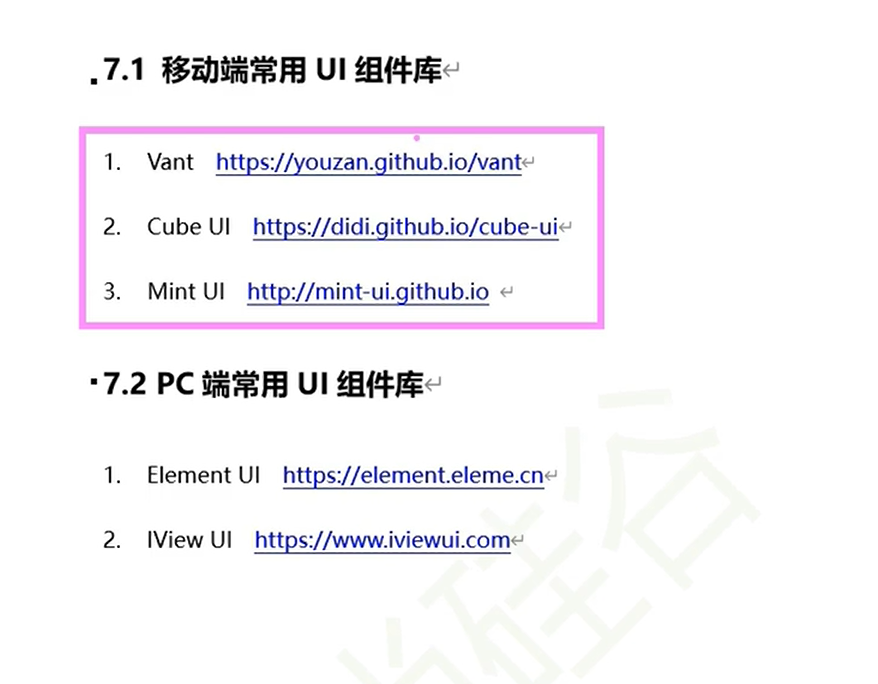 7.1 移动端常用 UI 组件库
1. Vant https://youzan.github.io/vant
2. Cube UI https://didi.github.io/cube-ui
3. Mint UI http://mint-ui.github.io
7.2 PC 端常用 UI 组件库
1. Element UI https://element.eleme.cn
2. IView UI https://www.iviewui.com
硅谷